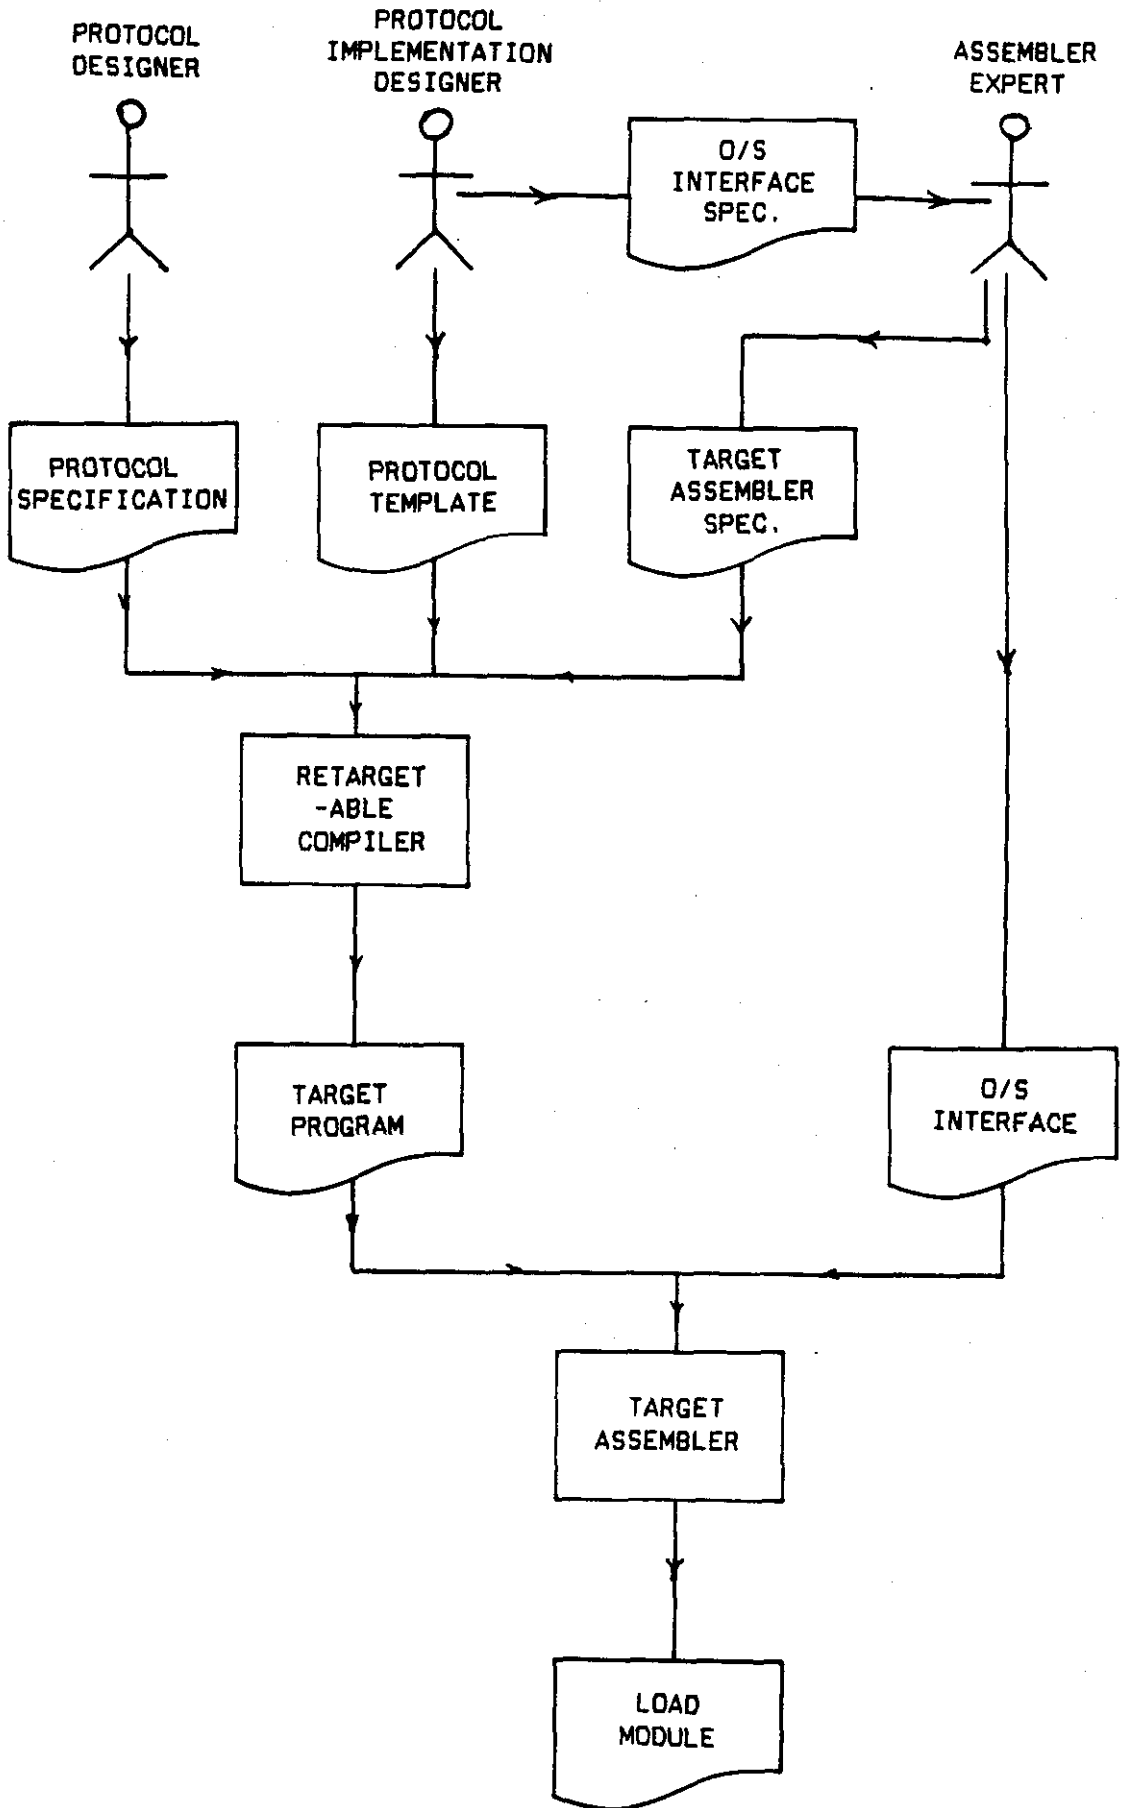 PROTOCOL
DESIGNER
PROTOCOL
IMPLEMENTATION
DESIGNER
ASSEMBLER
EXPERT
O/S
INTERFACE
SPEC.
PROTOCOL
SPECIFICATION
PROTOCOL
TEMPLATE
TARGET
ASSEMBLER
SPEC.
RETARGET
-ABLE
COMPILER
TARGET
PROGRAM
O/S
INTERFACE
TARGET
ASSEMBLER
LOAD
MODULE